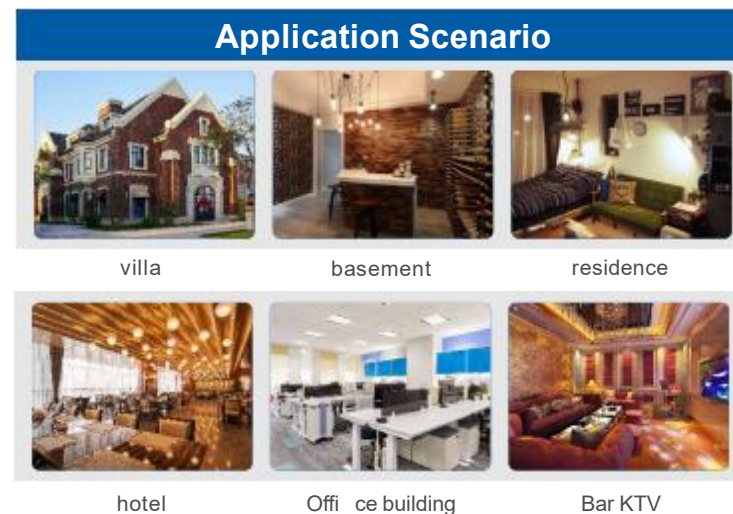 Application Scenario
villa basement residence
hotel Offi ce building Bar KTV